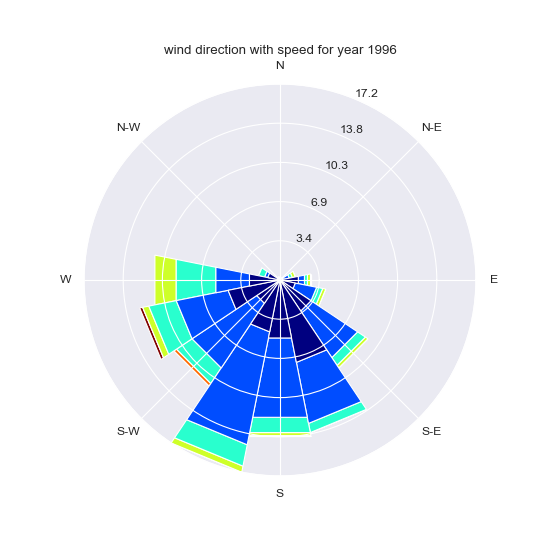 wind direction with speed for year 1996
N
N-W
N-E
17.2
13.8
10.3
6.9
3.4
W
E
S-W
S-E
S